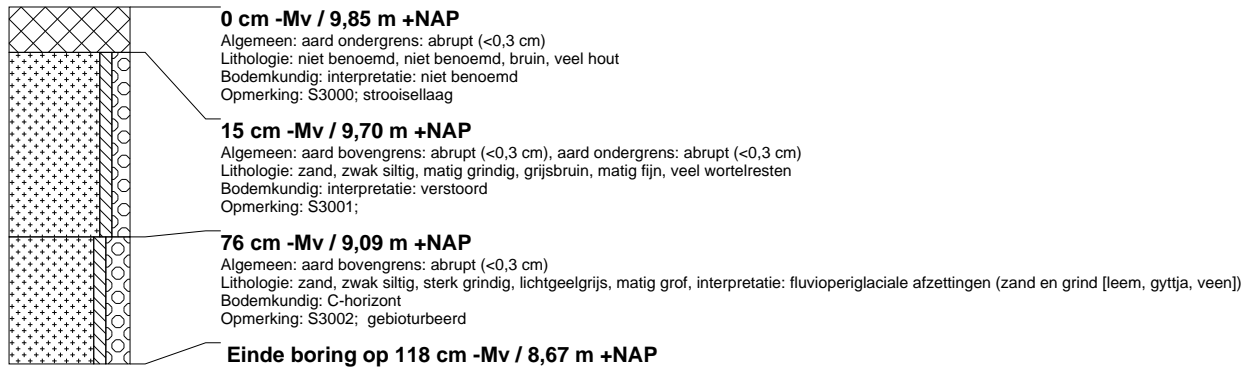 0 cm -Mv / 9,85 m +NAP
Algemeen: aard ondergrens: abrupt (<0,3 cm)
Lithologie: niet benoemd, niet benoemd, bruin, veel hout
Bodemkundig: interpretatie: niet benoemd
Opmerking: S3000; strooisellaag
15 cm -Mv / 9,70 m +NAP
Algemeen: aard bovengrens: abrupt (<0,3 cm), aard ondergrens: abrupt (<0,3 cm)
Lithologie: zand, zwak siltig, matig grindig, grijsbruin, matig fijn, veel wortelresten
Bodemkundig: interpretatie: verstoord
Opmerking: S3001;
76 cm -Mv / 9,09 m +NAP
Algemeen: aard bovengrens: abrupt (<0,3 cm)
Lithologie: zand, zwak siltig, sterk grindig, lichtgeelgrijs, matig grof, interpretatie: fluvioperiglaciale afzettingen (zand en grind [leem, gyttja, veen])
Bodemkundig: C-horizont
Opmerking: S3002; gebioturbeerd
Einde boring op 118 cm -Mv / 8,67 m +NAP